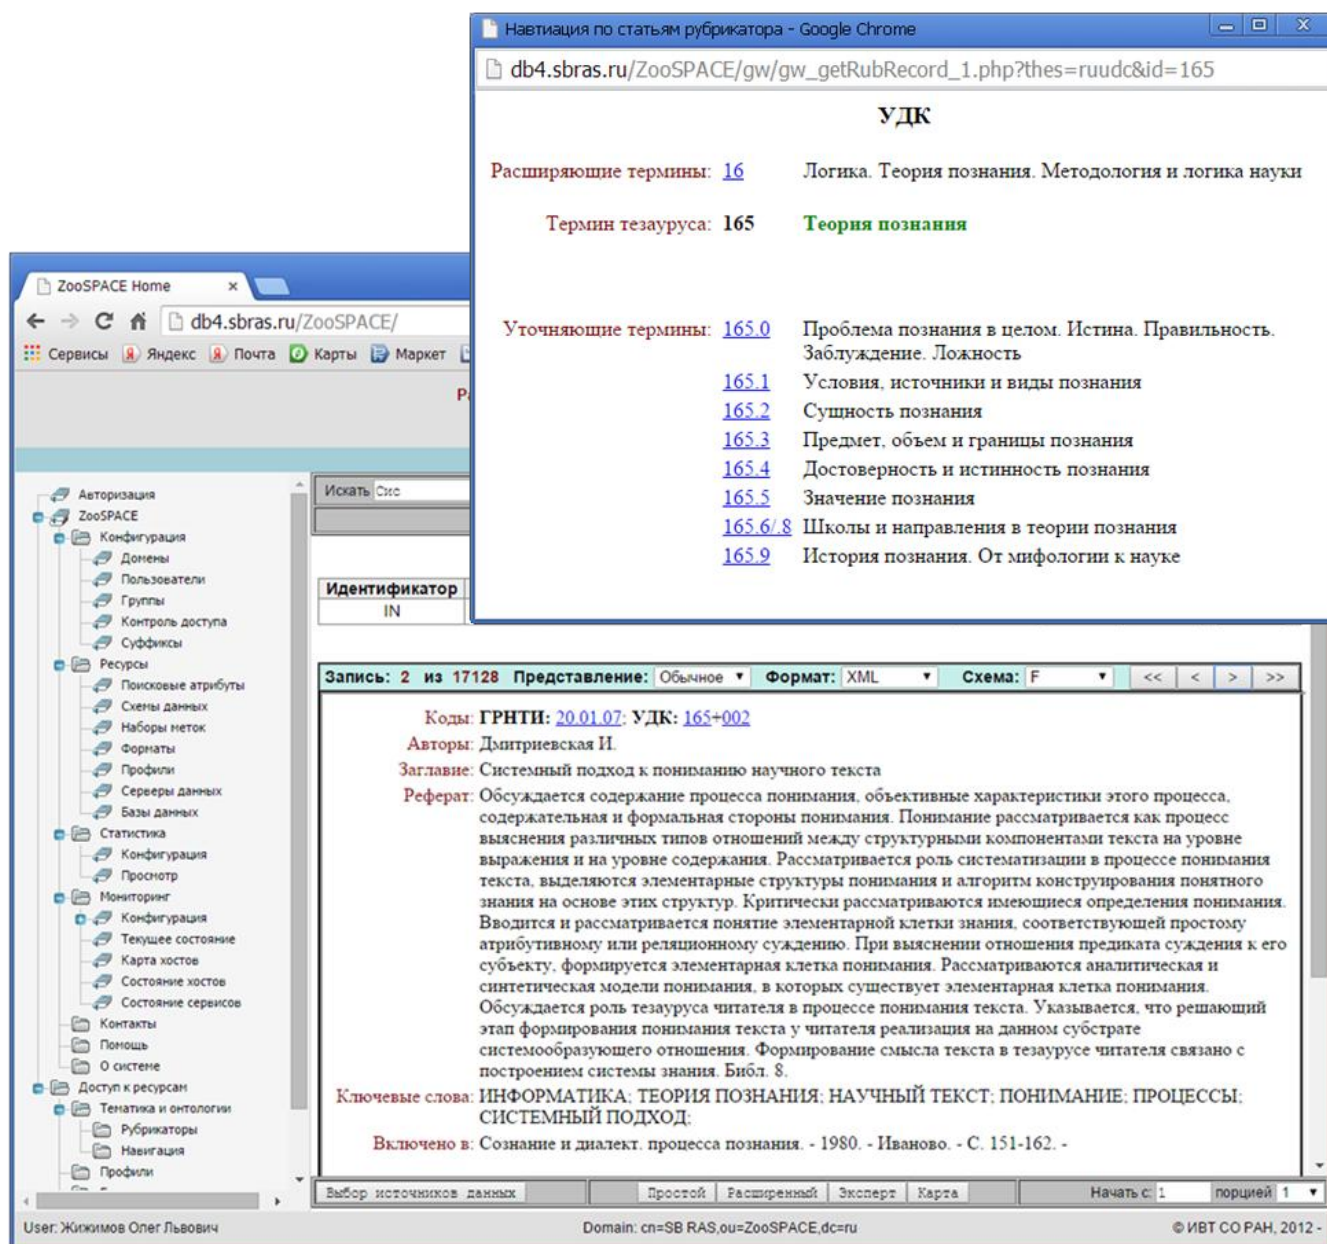 Навтиация по статьям рубрикатора - Google Chrome
db4.sbras.ru/ZooSPACE/gw/gw_getRubRecord_1.php?thes=ruudc&id=165
УДК
Расширяющие термины: 16 Логика. Теория познания. Методология и логика науки
Термин тезауруса: 165 Теория познания
Уточняющие термины: 165.0 Проблема познания в целом. Истина. Правильность.
Заблуждение. Ложность
165.1 Условия, источники и виды познания
165.2 Сущность познания
165.3 Предмет, объем и границы познания
165.4 Достоверность и истинность познания
165.5 Значение познания
165.6/.8 Школы и направления в теории познания
165.9 История познания. От мифологии к науке
ZooSPACE Home
db4.sbras.ru/ZooSPACE/
Сервисы Яндекс Почта Карты Маркет
Авторизация
ZooSPACE
Конфигурация
Домены
Пользователи
Группы
Контроль доступа
Суффиксы
Ресурсы
Поисковые атрибуты
Схемы данных
Наборы меток
Форматы
Профили
Серверы данных
Базы данных
Статистика
Конфигурация
Просмотр
Мониторинг
Конфигурация
Текущее состояние
Карта хостов
Состояние хостов
Состояние сервисов
Контакты
Помощь
О системе
Доступ к ресурсам
Тематика и онтологии
Рубрикаторы
Навигация
Профили
Искать Сис
Идентификатор
IN
Запись: 2 из 17128 Представление: Обычное Формат: XML Схема: F << < > >>
Коды: ГРНТИ: 20.01.07; УДК: 165+002
Авторы: Дмитриевская И.
Заглавие: Системный подход к пониманию научного текста
Реферат: Обсуждается содержание процесса понимания, объективные характеристики этого процесса,
содержательная и формальная стороны понимания. Понимание рассматривается как процесс
выяснения различных типов отношений между структурными компонентами текста на уровне
выражения и на уровне содержания. Рассматривается роль систематизации в процессе понимания
текста, выделяются элементарные структуры понимания и алгоритм конструирования понятного
знания на основе этих структур. Критически рассматриваются имеющиеся определения понимания.
Вводится и рассматривается понятие элементарной клетки знания, соответствующей простому
атрибутивному или реляционному суждению. При выяснении отношения предиката суждения к его
субъекту, формируется элементарная клетка понимания. Рассматриваются аналитическая и
синтетическая модели понимания, в которых существует элементарная клетка понимания.
Обсуждается роль тезауруса читателя в процессе понимания текста. Указывается, что решающий
этап формирования понимания текста у читателя реализация на данном субстрате
системообразующего отношения. Формирование смысла текста в тезаурусе читателя связано с
построением системы знания. Библ. 8.
Ключевые слова: ИНФОРМАТИКА; ТЕОРИЯ ПОЗНАНИЯ; НАУЧНЫЙ ТЕКСТ; ПОНИМАНИЕ; ПРОЦЕССЫ;
СИСТЕМНЫЙ ПОДХОД;
Включено в: Сознание и диалект. процесса познания. - 1980. - Иваново. - С. 151-162. -
Выбор источников данных Простой Расширенный Эксперт Карта Начать с: 1 порцией 1
User: Жижимов Олег Львович Domain: cn=SB RAS,ou=ZooSPACE,dc=ru © ИВТ СО РАН, 2012 -